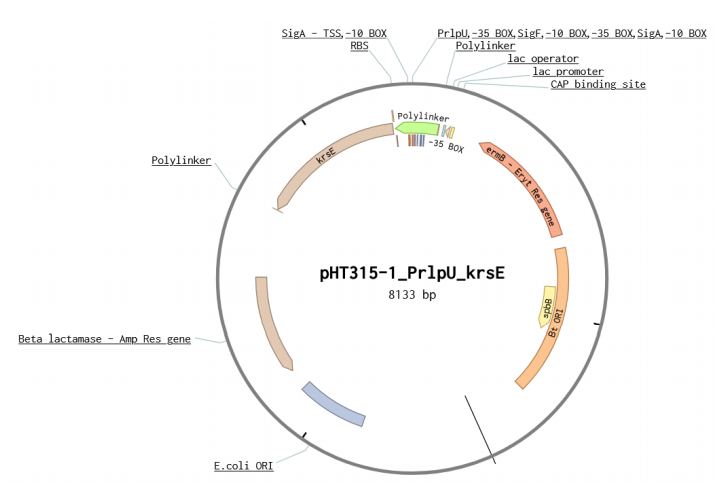 SigA - TSS,-10 BOX
PrlpU,-35 BOX,SigF,-10 BOX,-35 BOX,SigA,-10 BOX
RBS
Polylinker
lac operator
lac promoter
CAP binding site
Polylinker
-35 BOX
krsE
ermB - Eryt Res gene
Polylinker
pHT315-1_PrlpU_krsE
8133 bp
spbB
Bt ORI
Beta lactamase - Amp Res gene
E.coli ORI